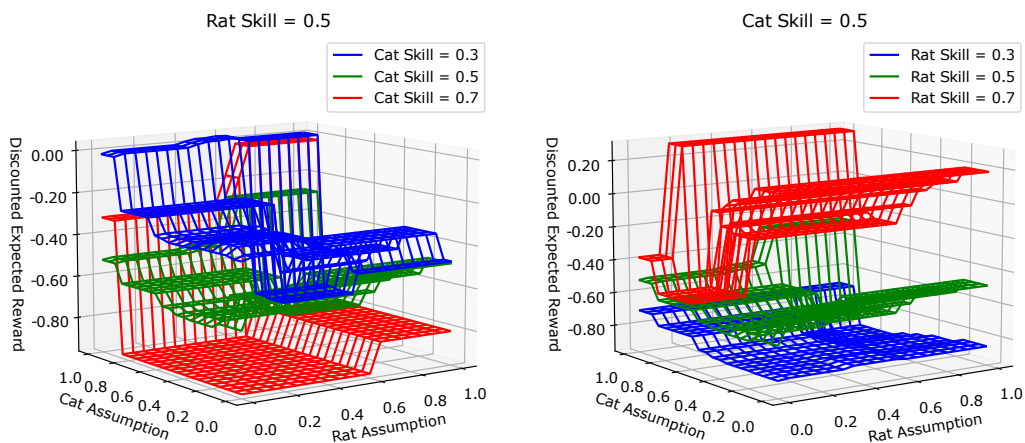 Rat Skill = 0.5
Cat Skill = 0.3
Cat Skill = 0.5
Cat Skill = 0.7
Discounted Expected Reward
0.00
-0.20
-0.40
-0.60
-0.80
1.0
0.8
0.6
0.4
0.2
0.0
Cat Assumption
0.0
0.2
0.4
0.6
0.8
1.0
Rat Assumption
Cat Skill = 0.5
Rat Skill = 0.3
Rat Skill = 0.5
Rat Skill = 0.7
Discounted Expected Reward
0.20
0.00
-0.20
-0.40
-0.60
-0.80
1.0
0.8
0.6
0.4
0.2
0.0
Cat Assumption
0.0
0.2
0.4
0.6
0.8
1.0
Rat Assumption